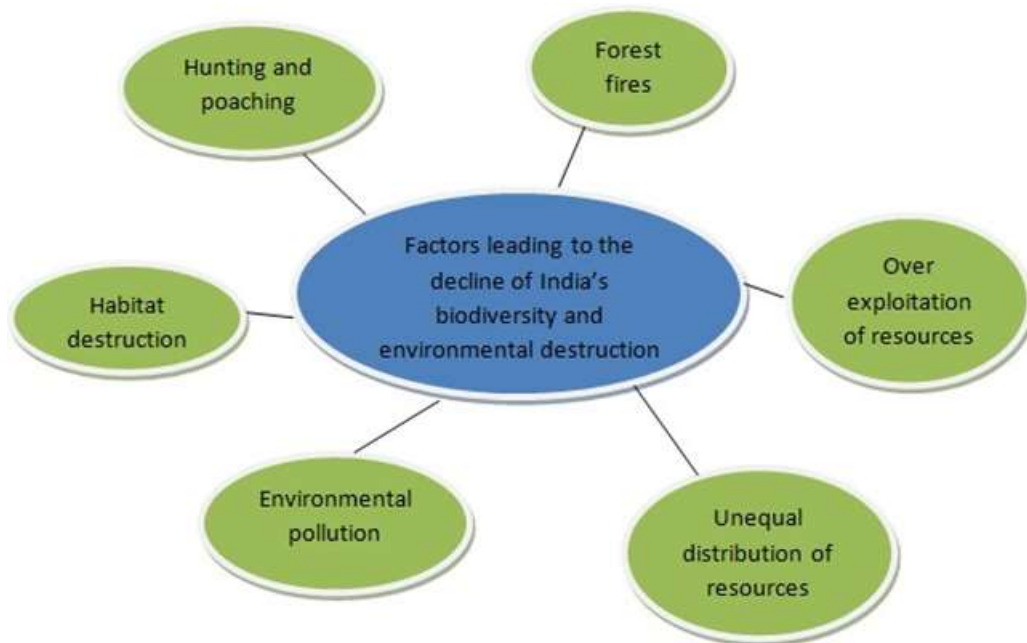 Hunting and
poaching
Forest
fires
Factors leading to the
decline of India's
biodiversity and
environmental destruction
Over
exploitation
of resources
Habitat
destruction
Environmental
pollution
Unequal
distribution of
resources